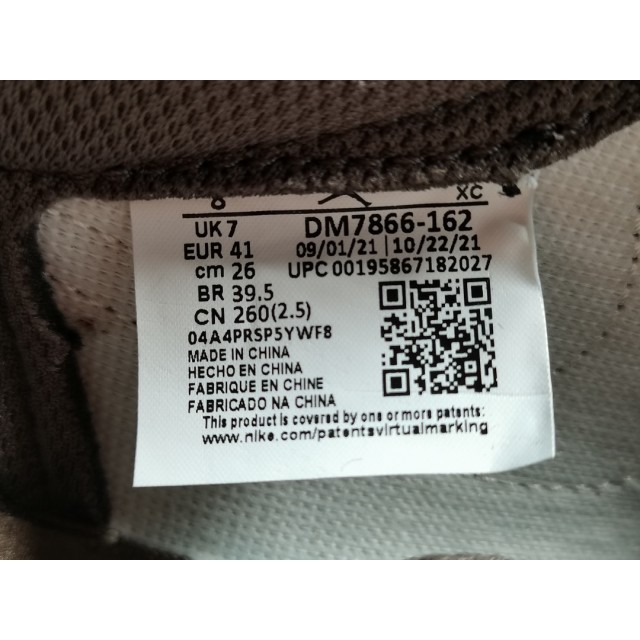 XC
UK 7 DM7866-162
EUR 41 09/01/21 | 10/22/21
cm 26 UPC 00195867182027
BR 39.5
CN 260(2.5)
04A4PRSP5YWF8
MADE IN CHINA
HECHO EN CHINA
FABRIQUE EN CHINE
FABRICADO NA CHINA
This product is covered by one or more patents:
www.nike.com/patentsvirtualmarking